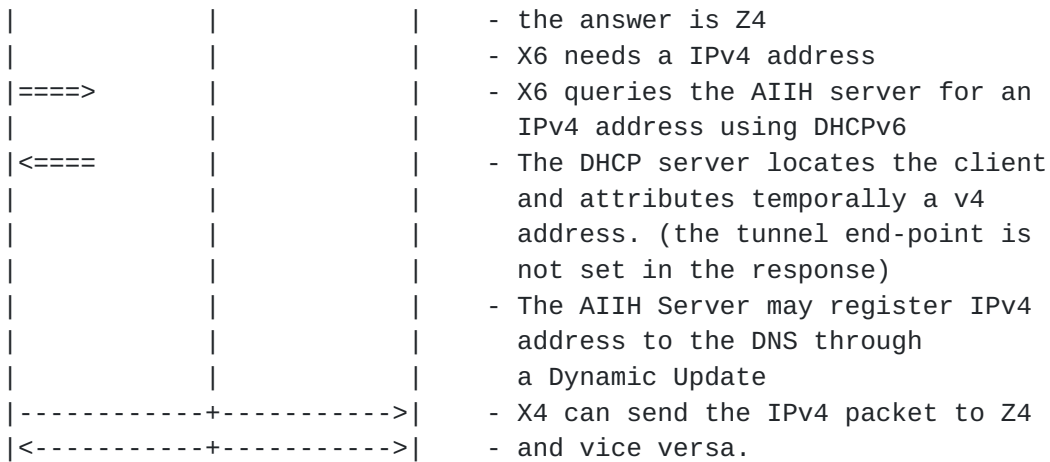 |            |            |    - the answer is Z4
|            |            |    - X6 needs a IPv4 address
|====>       |            |    - X6 queries the AIIH server for an
|            |            |      IPv4 address using DHCPv6
|<====       |            |    - The DHCP server locates the client
|            |            |      and attributes temporally a v4
|            |            |      address. (the tunnel end-point is
|            |            |      not set in the response)
|            |            |    - The AIIH Server may register IPv4
|            |            |      address to the DNS through
|            |            |      a Dynamic Update
|------------+----------->|    - X4 can send the IPv4 packet to Z4
|<-----------+----------->|    - and vice versa.